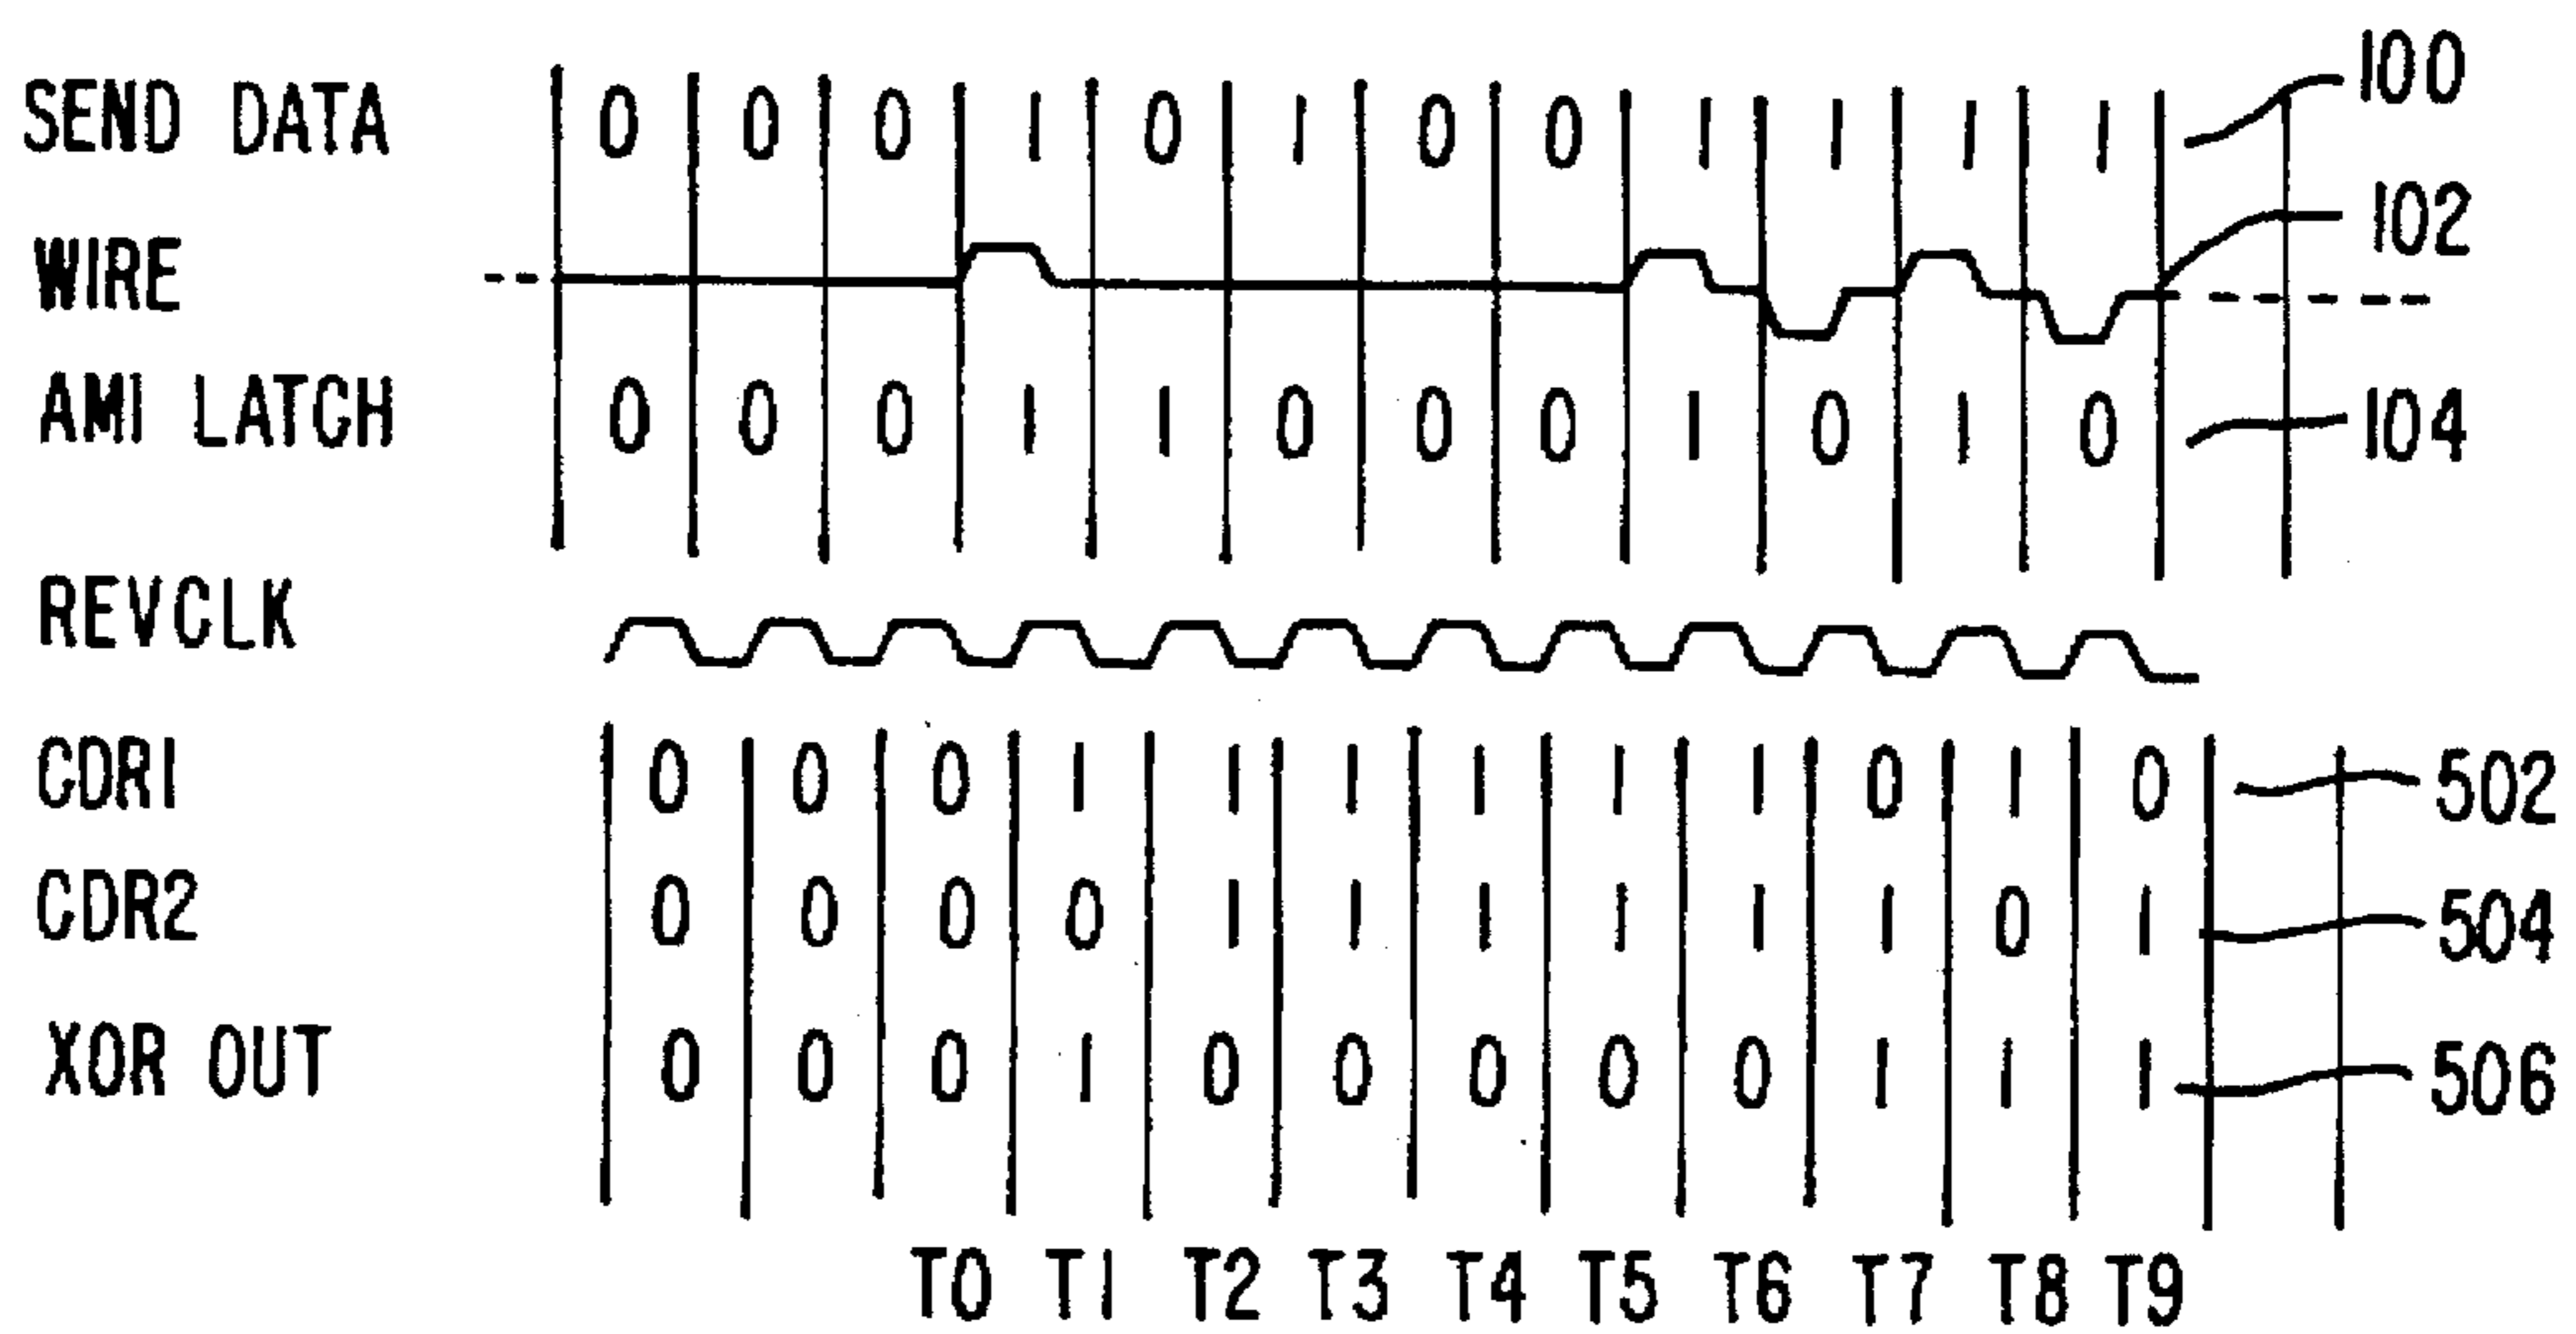 SEND DATA 0 0 0 1 0 1 0 0 1 1 1 1 100
WIRE 102
AMI LATCH 0 0 0 1 1 0 0 0 1 0 1 0 104
REVCLK
CDR1 0 0 0 1 1 1 1 1 1 0 1 0 502
CDR2 0 0 0 0 1 1 1 1 1 1 0 1 504
XOR OUT 0 0 0 1 0 0 0 0 0 1 1 1 506
T0 T1 T2 T3 T4 T5 T6 T7 T8 T9